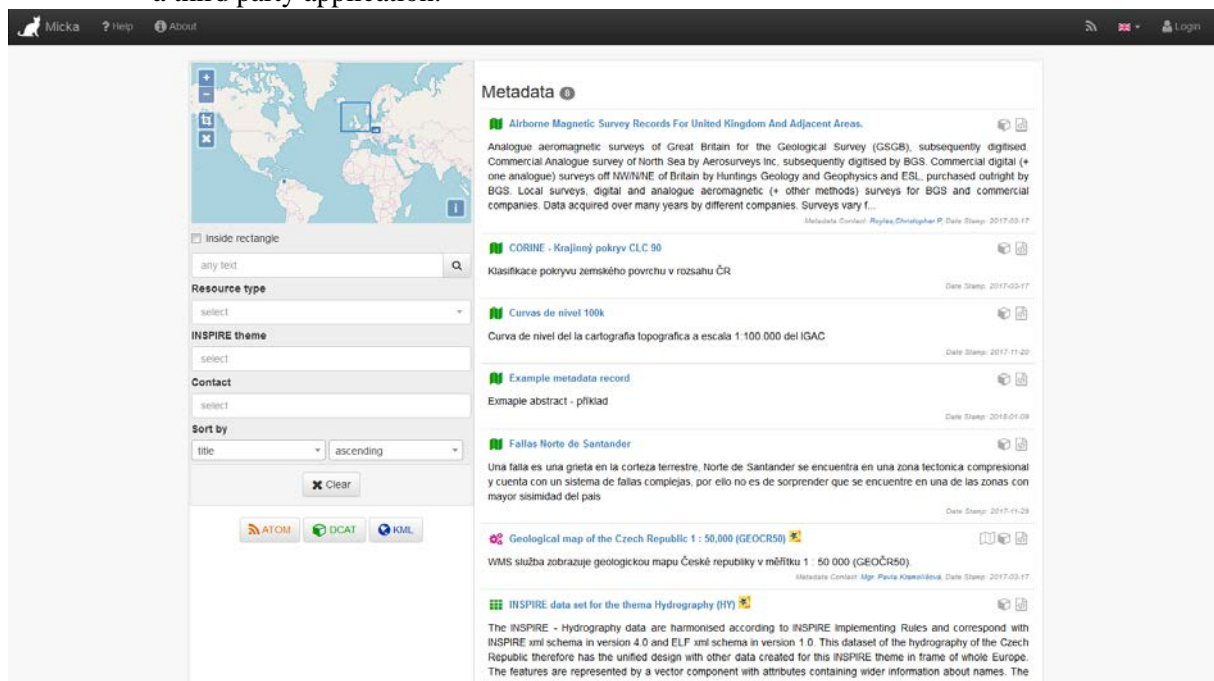 a third party application.
Micka ? Help About Login
Metadata 8
Airborne Magnetic Survey Records For United Kingdom And Adjacent Areas.
Analogue aeromagnetic surveys of Great Britain for the Geological Survey (GSGB), subsequently digitised.
Commercial Analogue survey of North Sea by Aerosurveys Inc, subsequently digitised by BGS. Commercial digital (+
one analogue) surveys off NW/N/NE of Britain by Huntings Geology and Geophysics and ESL, purchased outright by
BGS. Local surveys, digital and analogue aeromagnetic (+ other methods) surveys for BGS and commercial
companies. Data acquired over many years by different companies. Surveys vary f...
Metadata Contact: Royles,Christopher P, Date Stamp: 2017-03-17
CORINE - Krajinný pokryv CLC 90
Klasifikace pokryvu zemského povrchu v rozsahu ČR
Date Stamp: 2017-03-17
Curvas de nivel 100k
Curva de nivel del la cartografia topografica a escala 1:100.000 del IGAC
Date Stamp: 2017-11-20
Example metadata record
Exmaple abstract - příklad
Date Stamp: 2018-01-09
Fallas Norte de Santander
Una falla es una grieta en la corteza terrestre, Norte de Santander se encuentra en una zona tectonica compresional
y cuenta con un sistema de fallas complejas, por ello no es de sorprender que se encuentre en una de las zonas con
mayor sisimidad del pais
Date Stamp: 2017-11-28
Geological map of the Czech Republic 1 : 50,000 (GEOCR50)
WMS služba zobrazuje geologickou mapu České republiky v měřítku 1 : 50 000 (GEOČR50).
Metadata Contact: Mgr. Pavla Kramolišová, Date Stamp: 2017-03-17
INSPIRE data set for the thema Hydrography (HY)
The INSPIRE - Hydrography data are harmonised according to INSPIRE Implementing Rules and correspond with
INSPIRE xml schema in version 4.0 and ELF xml schema in version 1.0. This dataset of the hydrography of the Czech
Republic therefore has the unified design with other data created for this INSPIRE theme in frame of whole Europe.
The features are represented by a vector component with attributes containing wider information about names. The
Inside rectangle
any text
Resource type
select
INSPIRE theme
select
Contact
select
Sort by
title ascending
Clear
ATOM DCAT KML